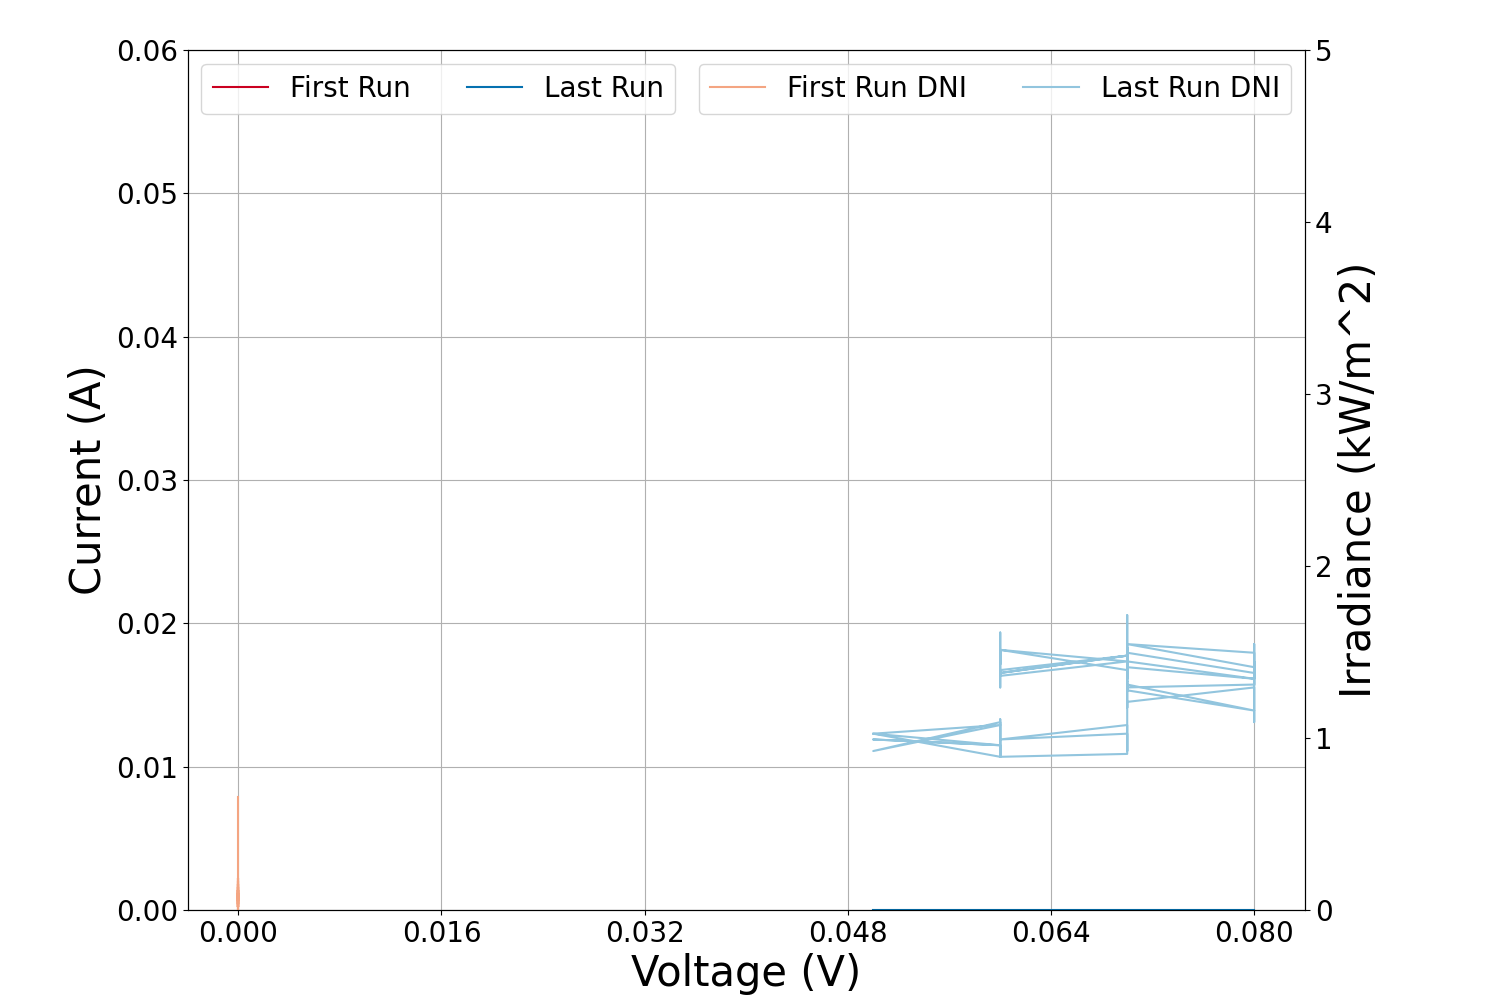 First Run
Last Run
First Run DNI
Last Run DNI
0.06
0.05
0.04
0.03
0.02
0.01
0.00
Current (A)
5
4
3
2
1
0
Irradiance (kW/m^2)
0.000
0.016
0.032
0.048
0.064
0.080
Voltage (V)